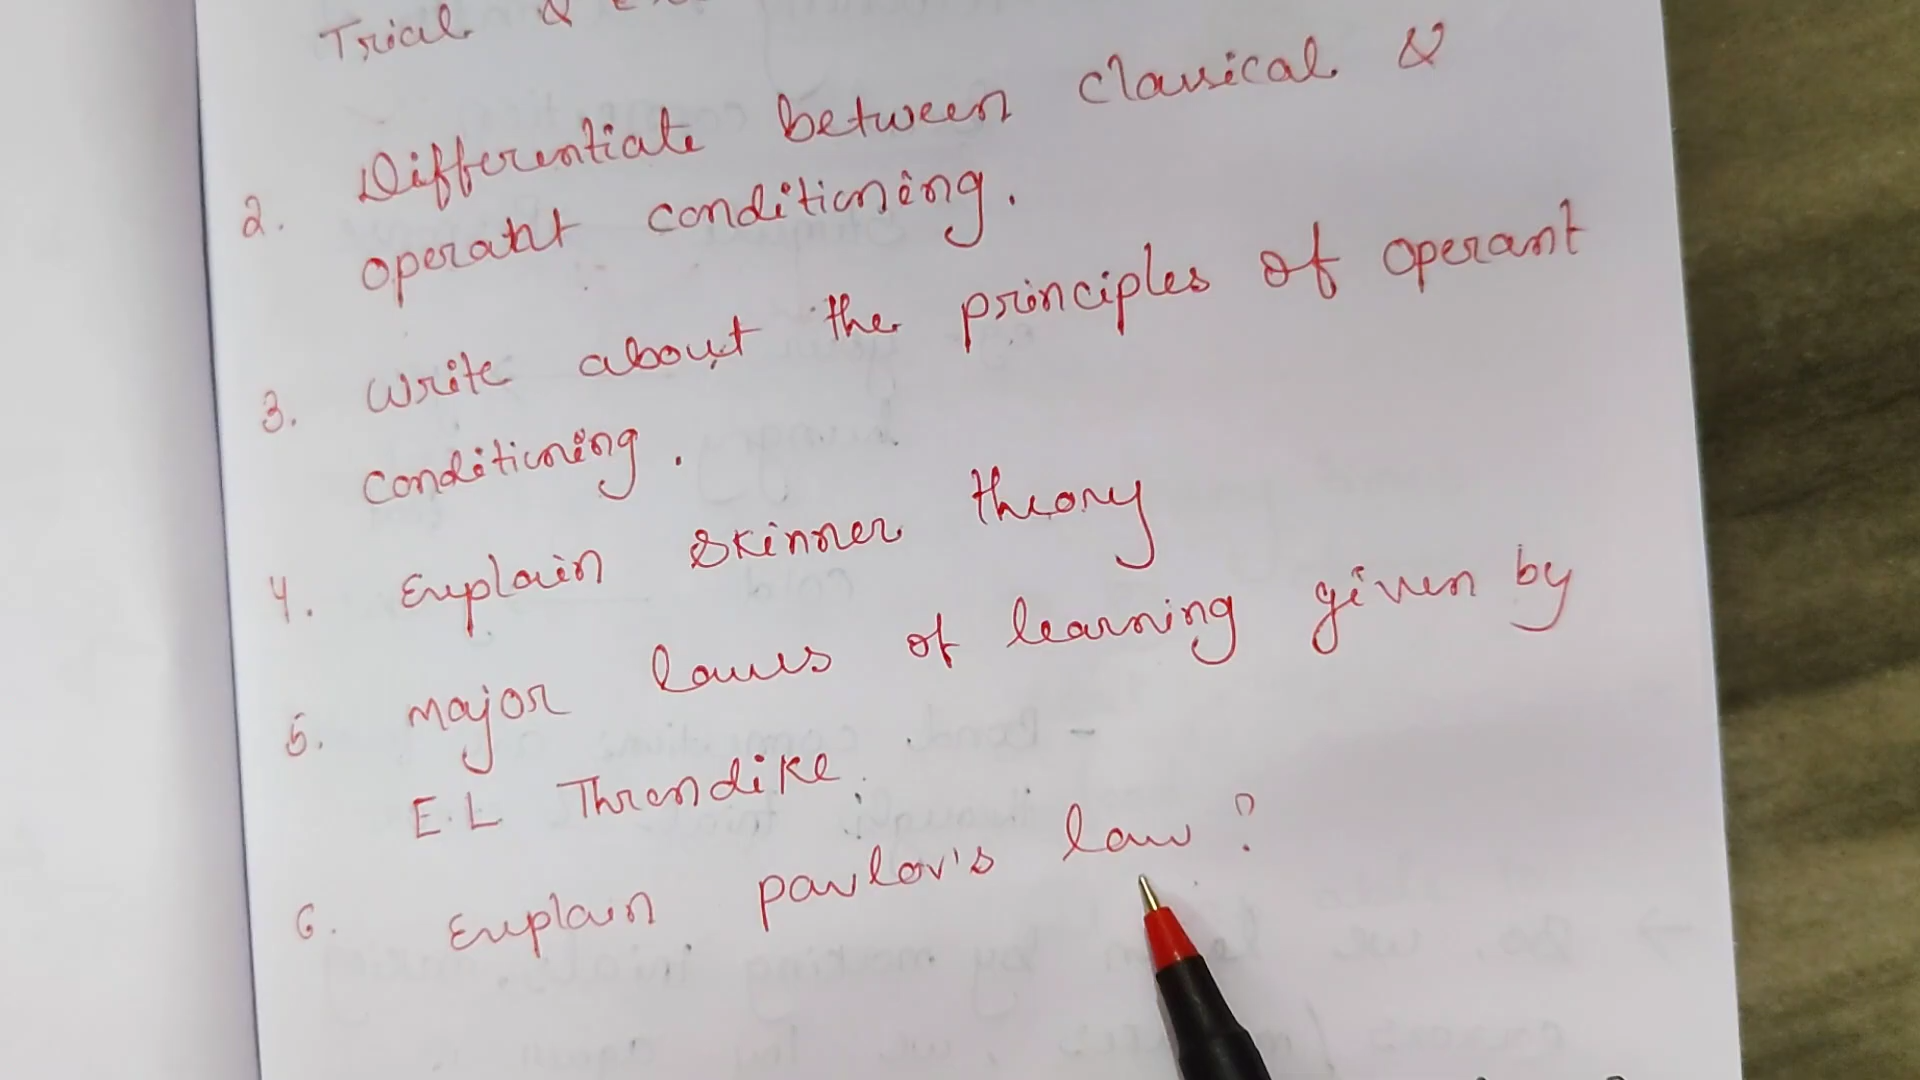 Trial &
2. Differentiate between classical &
operant conditioning.
3. Write about the principles of operant
conditioning.
4. Explain Skinner theory
5. Major laws of learning given by
E.L Throndike.
6. Explain pavlov's law?